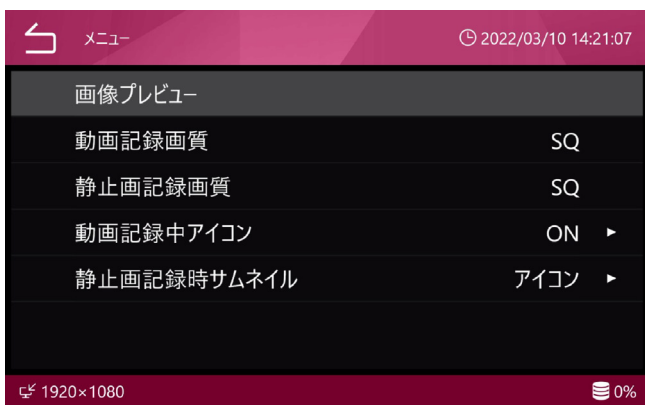 メニュー 2022/03/10 14:21:07
画像プレビュー
動画記録画質 SQ
静止画記録画質 SQ
動画記録中アイコン ON
静止画記録時サムネイル アイコン
1920×1080 0%